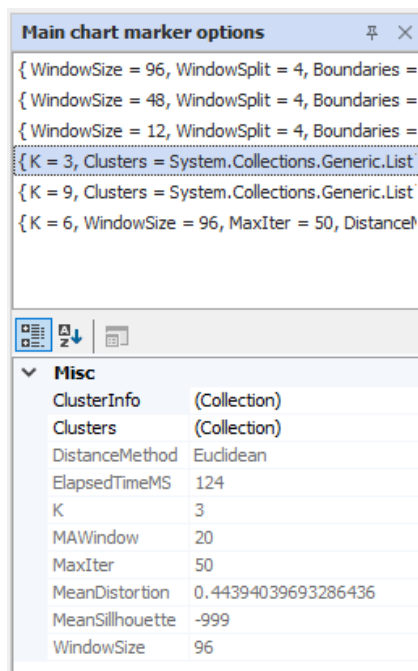 Main chart marker options
{ WindowSize = 96, WindowSplit = 4, Boundaries =
{ WindowSize = 48, WindowSplit = 4, Boundaries =
{ WindowSize = 12, WindowSplit = 4, Boundaries =
{ K = 3, Clusters = System.Collections.Generic.List`
{ K = 9, Clusters = System.Collections.Generic.List`
{ K = 6, WindowSize = 96, MaxIter = 50, DistanceM
Misc
ClusterInfo (Collection)
Clusters (Collection)
DistanceMethod Euclidean
ElapsedTimeMS 124
K 3
MAWindow 20
MaxIter 50
MeanDistortion 0.44394039693286436
MeanSillhouette -999
WindowSize 96